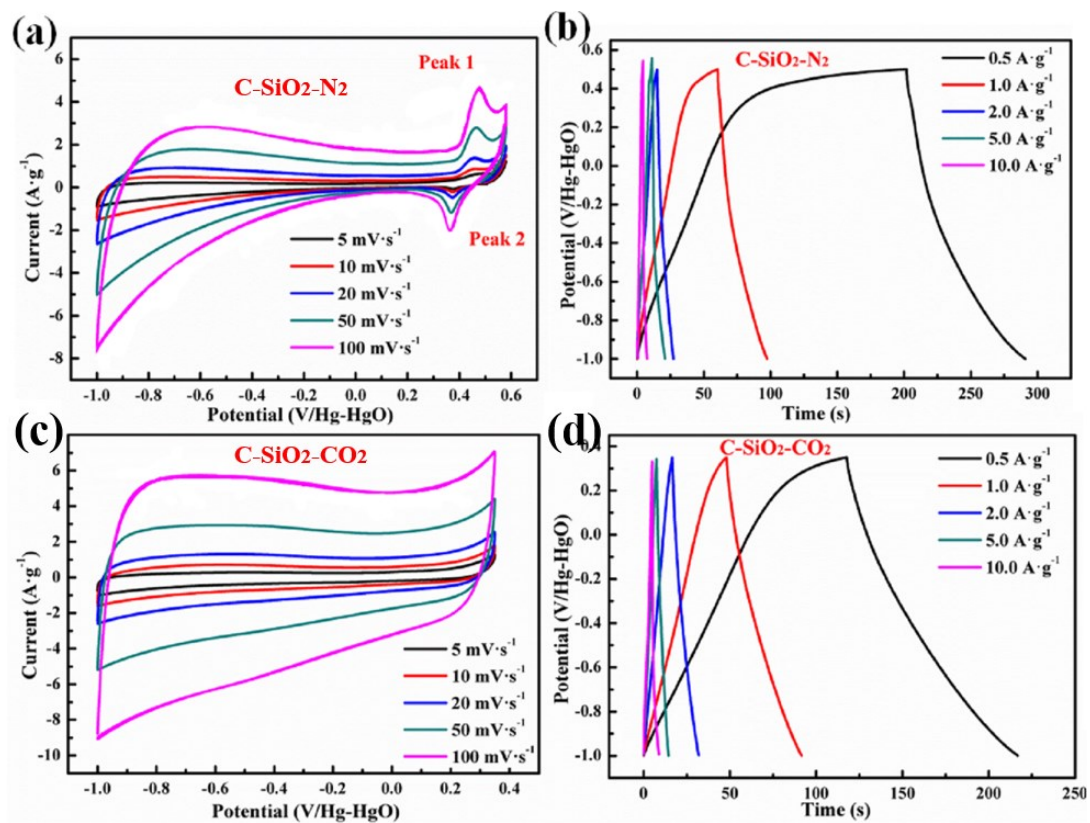 (a)
C-SiO₂-N₂
Peak 1
Peak 2
Current (A·g⁻¹)
6
4
2
0
-2
-4
-6
-8
5 mV·s⁻¹
10 mV·s⁻¹
20 mV·s⁻¹
50 mV·s⁻¹
100 mV·s⁻¹
-1.0 -0.8 -0.6 -0.4 -0.2 0.0 0.2 0.4 0.6
Potential (V/Hg-HgO)
(b)
C-SiO₂-N₂
Potential (V/Hg-HgO)
0.6
0.4
0.2
0.0
-0.2
-0.4
-0.6
-0.8
-1.0
0.5 A·g⁻¹
1.0 A·g⁻¹
2.0 A·g⁻¹
5.0 A·g⁻¹
10.0 A·g⁻¹
0 50 100 150 200 250 300
Time (s)
(c)
C-SiO₂-CO₂
Current (A·g⁻¹)
6
4
2
0
-2
-4
-6
-8
-10
5 mV·s⁻¹
10 mV·s⁻¹
20 mV·s⁻¹
50 mV·s⁻¹
100 mV·s⁻¹
-1.0 -0.8 -0.6 -0.4 -0.2 0.0 0.2 0.4
Potential (V/Hg-HgO)
(d)
C-SiO₂-CO₂
Potential (V/Hg-HgO)
0.4
0.2
0.0
-0.2
-0.4
-0.6
-0.8
-1.0
0.5 A·g⁻¹
1.0 A·g⁻¹
2.0 A·g⁻¹
5.0 A·g⁻¹
10.0 A·g⁻¹
0 25 50 75 100 125 150 175 200 225 250
Time (s)